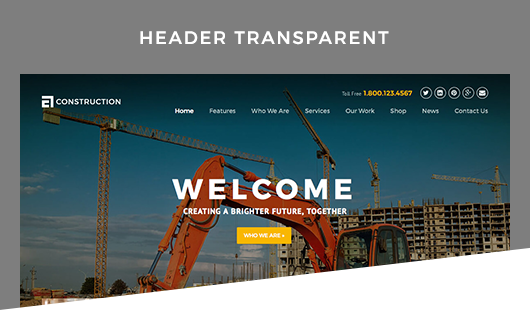 HEADER TRANSPARENT
Toll Free 1.800.123.4567
CONSTRUCTION
Home Features Who We Are Services Our Work Shop News Contact Us
WELCOME
CREATING A BRIGHTER FUTURE, TOGETHER
WHO WE ARE »